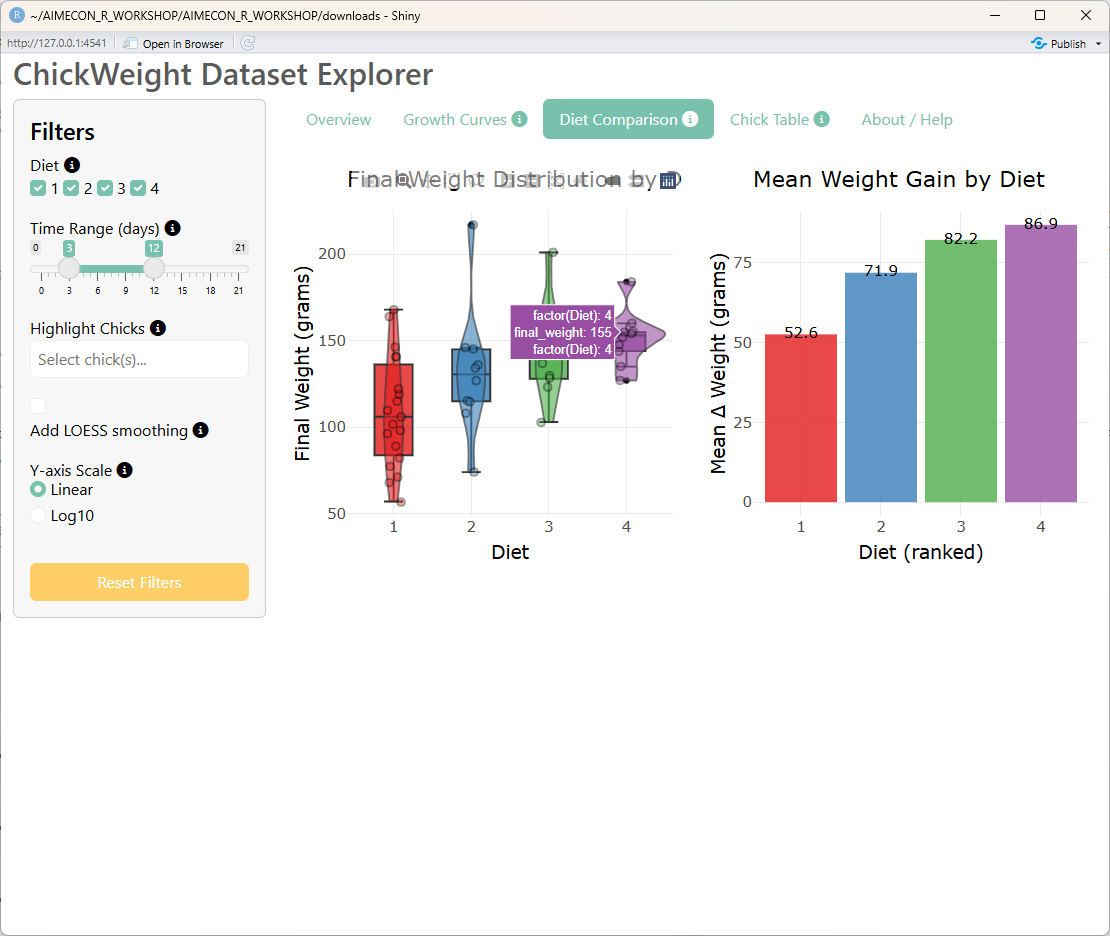 R ~/AIMECON_R_WORKSHOP/AIMECON_R_WORKSHOP/downloads - Shiny
http://127.0.0.1:4541 Open in Browser Publish
ChickWeight Dataset Explorer
Overview Growth Curves i Diet Comparison i Chick Table i About / Help
Filters
Diet i
1 2 3 4
Time Range (days) i
0 3 12 21
0 3 6 9 12 15 18 21
Highlight Chicks i
Select chick(s)...
Add LOESS smoothing i
Y-axis Scale i
Linear
Log10
Reset Filters
Final Weight Distribution by D
Final Weight (grams)
200
150
100
50
factor(Diet): 4
final_weight: 155
factor(Diet): 4
1 2 3 4
Diet
Mean Weight Gain by Diet
Mean Δ Weight (grams)
75
50
25
0
52.6
71.9
82.2
86.9
1 2 3 4
Diet (ranked)